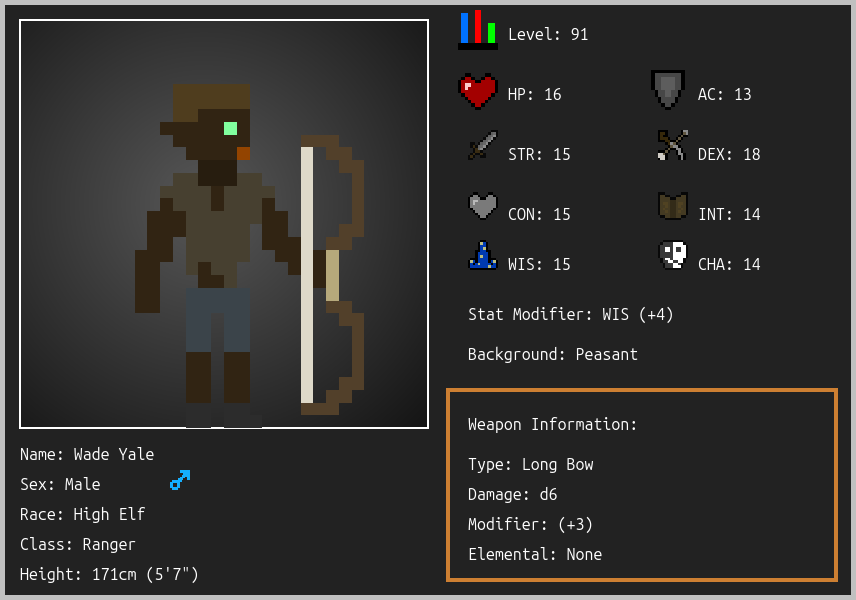 Level: 91
HP: 16
AC: 13
STR: 15
DEX: 18
CON: 15
INT: 14
WIS: 15
CHA: 14
Stat Modifier: WIS (+4)
Background: Peasant
Weapon Information:
Type: Long Bow
Damage: d6
Modifier: (+3)
Elemental: None
Name: Wade Yale
Sex: Male
Race: High Elf
Class: Ranger
Height: 171cm (5'7")